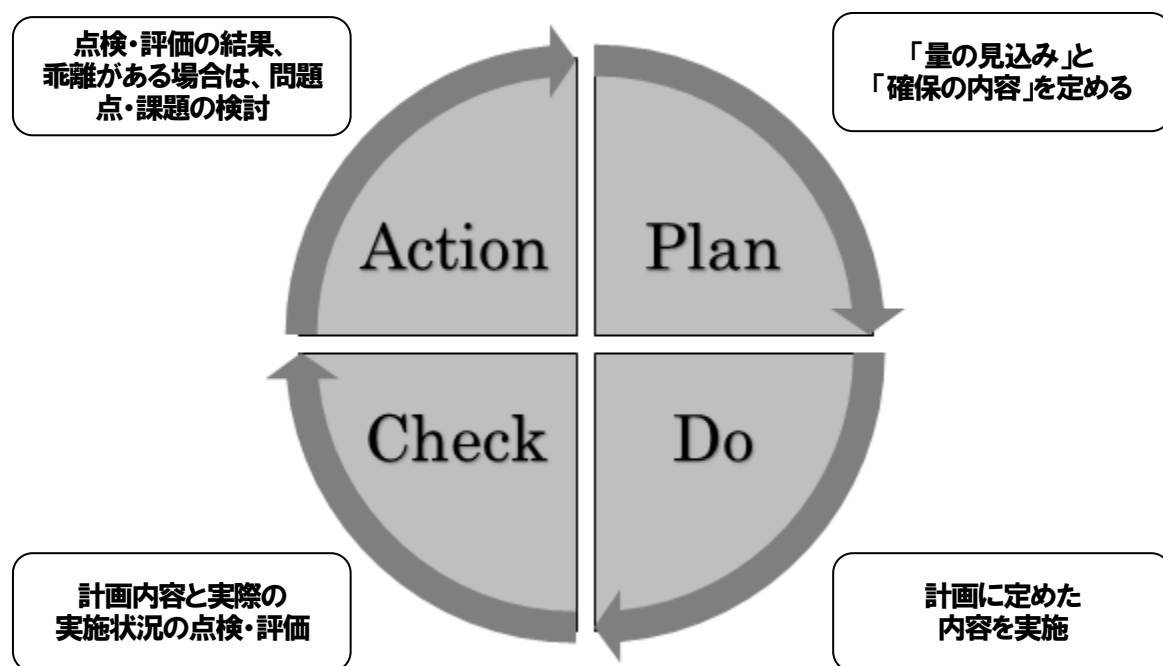 点検・評価の結果、
乖離がある場合は、問題
点・課題の検討
「量の見込み」と
「確保の内容」を定める
Action
Plan
Check
Do
計画内容と実際の
実施状況の点検・評価
計画に定めた
内容を実施